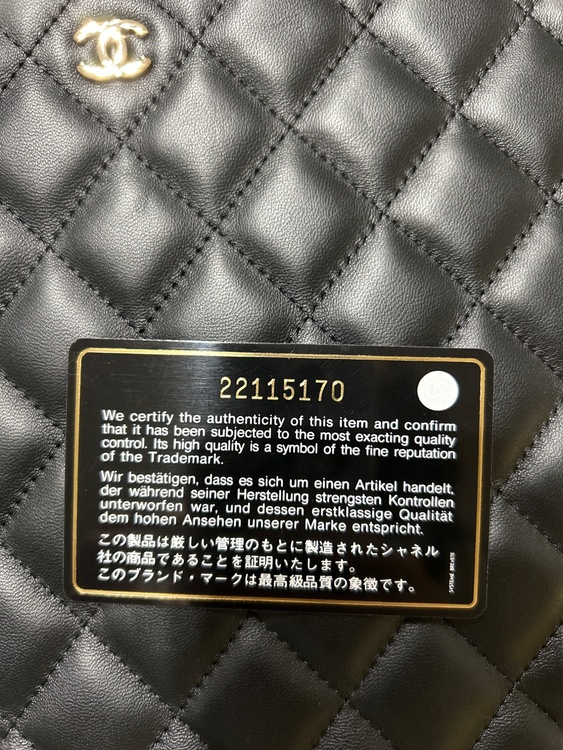 22115170
We certify the authenticity of this item and confirm
that it has been subjected to the most exacting quality
control. Its high quality is a symbol of the fine reputation
of the Trademark.
Wir bestätigen, dass es sich um einen Artikel handelt,
der während seiner Herstellung strengsten Kontrollen
unterworfen war, und dessen erstklassige Qualität
dem hohen Ansehen unserer Marke entspricht.
この製品は厳しい管理のもとに製造されたシャネル
社の商品であることを証明いたします。
このブランド・マークは最高級品質の象徴です。